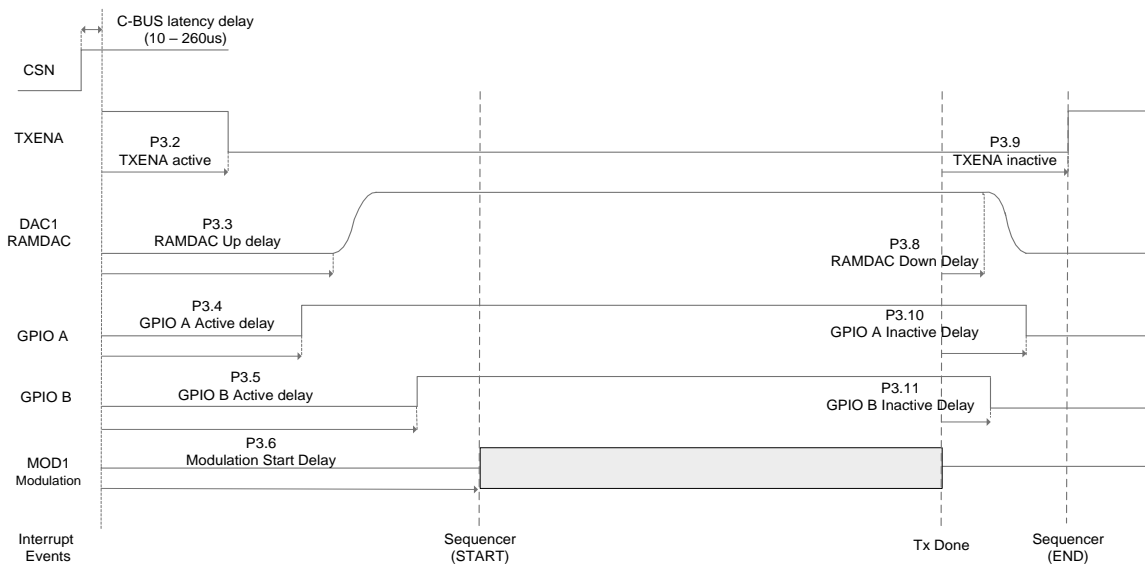 C-BUS latency delay
(10 – 260us)
CSN
TXENA
P3.2
TXENA active
P3.9
TXENA inactive
DAC1
RAMDAC
P3.3
RAMDAC Up delay
P3.8
RAMDAC Down Delay
GPIO A
P3.4
GPIO A Active delay
P3.10
GPIO A Inactive Delay
GPIO B
P3.5
GPIO B Active delay
P3.11
GPIO B Inactive Delay
MOD1
Modulation
P3.6
Modulation Start Delay
Interrupt
Events
Sequencer
(START)
Tx Done
Sequencer
(END)